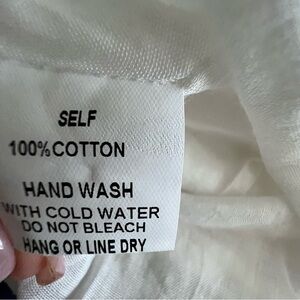 SELF
100% COTTON
HAND WASH
WITH COLD WATER
DO NOT BLEACH
HANG OR LINE DRY